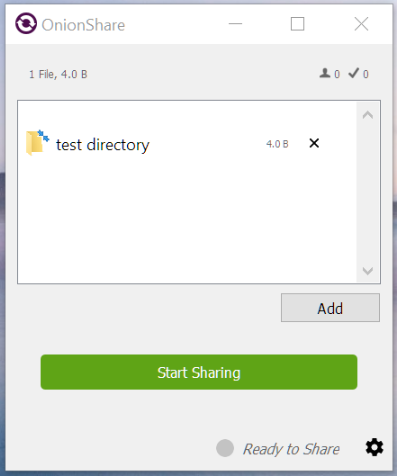 OnionShare
1 File, 4.0 B
0 0
test directory 4.0 B
Add
Start Sharing
Ready to Share